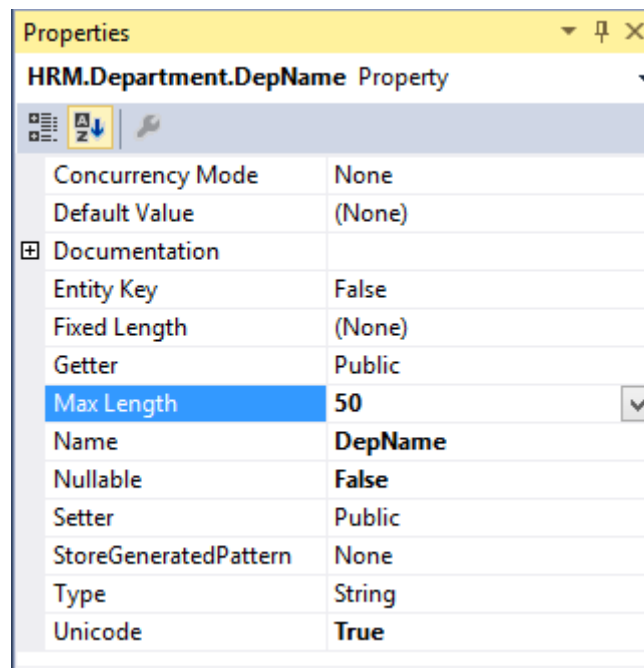 Properties
HRM.Department.DepName Property
Concurrency Mode None
Default Value (None)
Documentation
Entity Key False
Fixed Length (None)
Getter Public
Max Length 50
Name DepName
Nullable False
Setter Public
StoreGeneratedPattern None
Type String
Unicode True